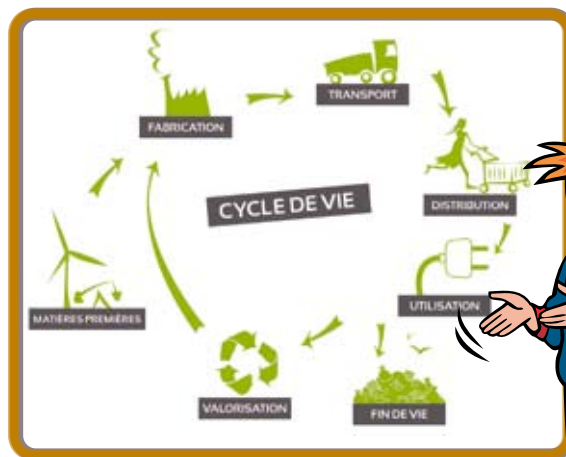 TRANSPORT
FABRICATION
CYCLE DE VIE
DISTRIBUTION
UTILISATION
MATIÈRES PREMIÈRES
VALORISATION
FIN DE VIE